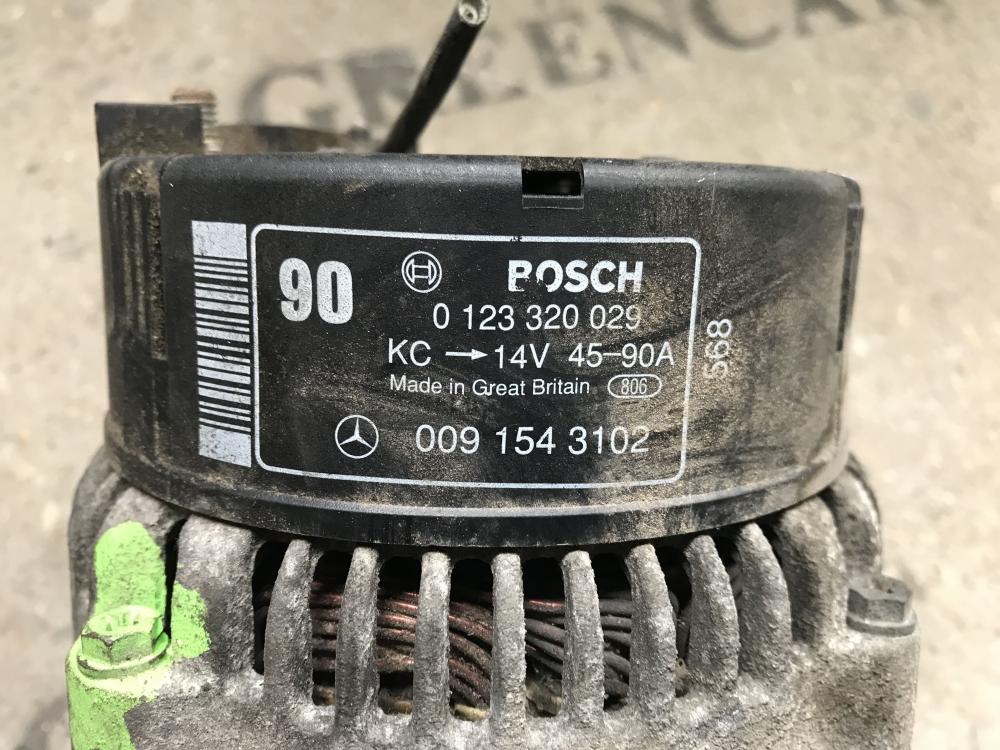 GREENCAR
90
BOSCH
0 123 320 029
KC → 14V 45-90A
Made in Great Britain 806
009 154 3102
568